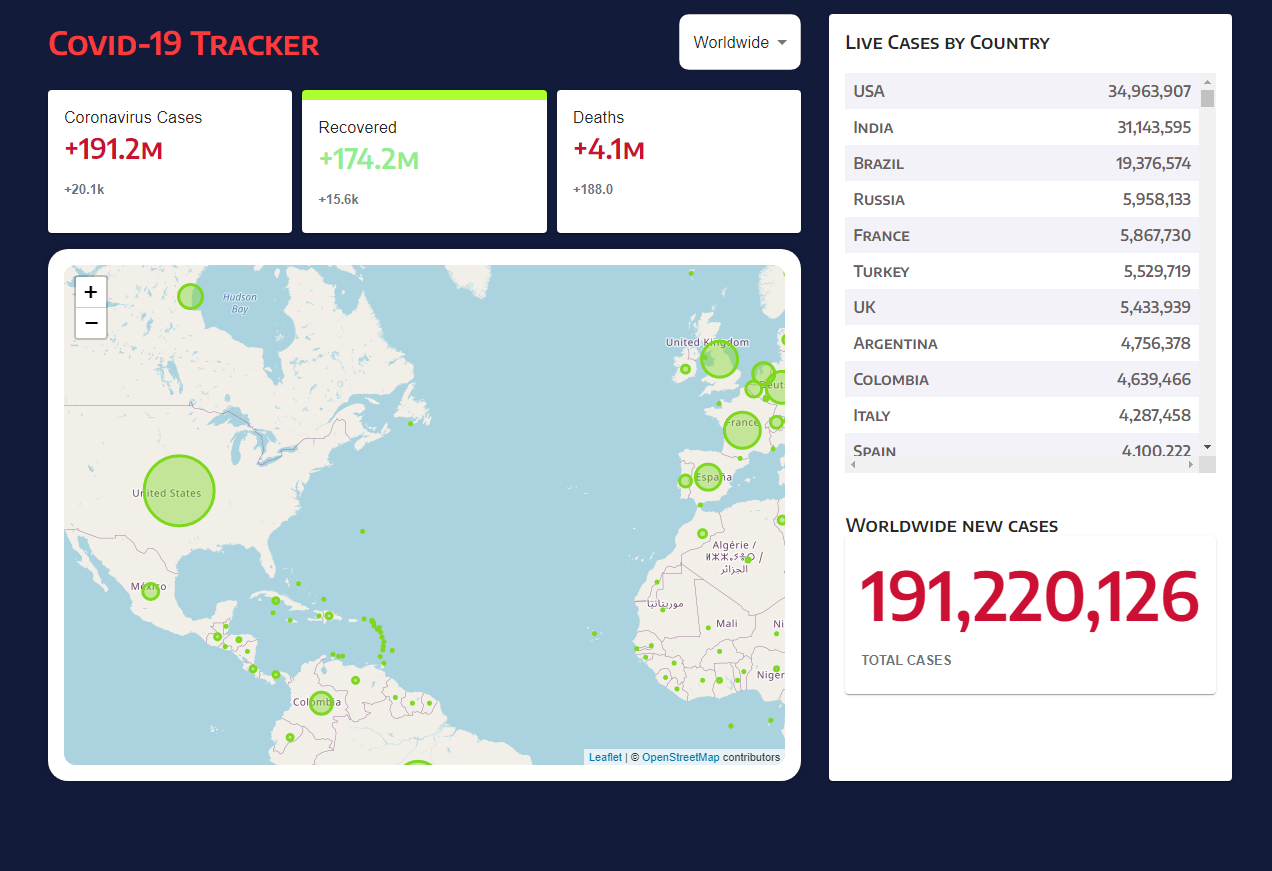 Covid-19 Tracker
Worldwide
Coronavirus Cases
+191.2M
+20.1k
Recovered
+174.2M
+15.6k
Deaths
+4.1M
+188.0
+
−
Hudson
Bay
United Kingdom
Deut
France
España
United States
Algérie /
الجزائر
México
موريتانيا
Mali
Ni
Niger
Colombia
Leaflet | © OpenStreetMap contributors
Live Cases by Country
USA 34,963,907
India 31,143,595
Brazil 19,376,574
Russia 5,958,133
France 5,867,730
Turkey 5,529,719
UK 5,433,939
Argentina 4,756,378
Colombia 4,639,466
Italy 4,287,458
Spain 4,100,222
Worldwide new cases
191,220,126
TOTAL CASES